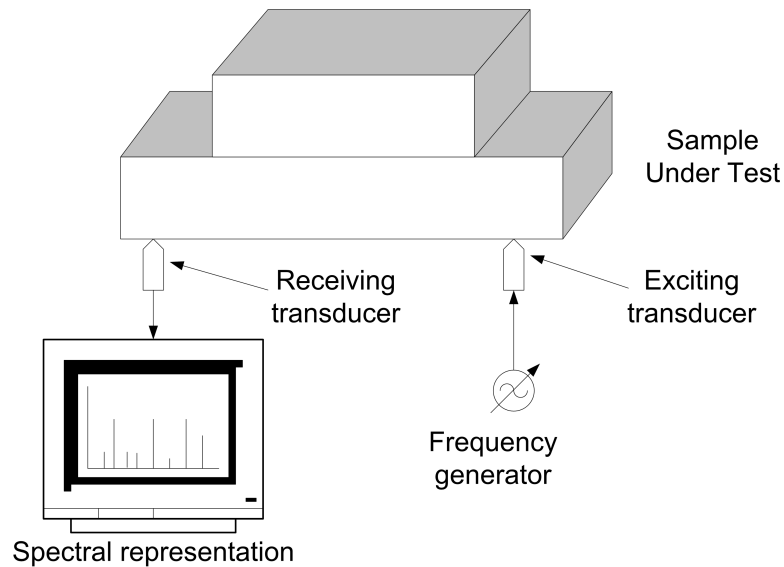 Sample
Under Test
Receiving
transducer
Exciting
transducer
Frequency
generator
Spectral representation